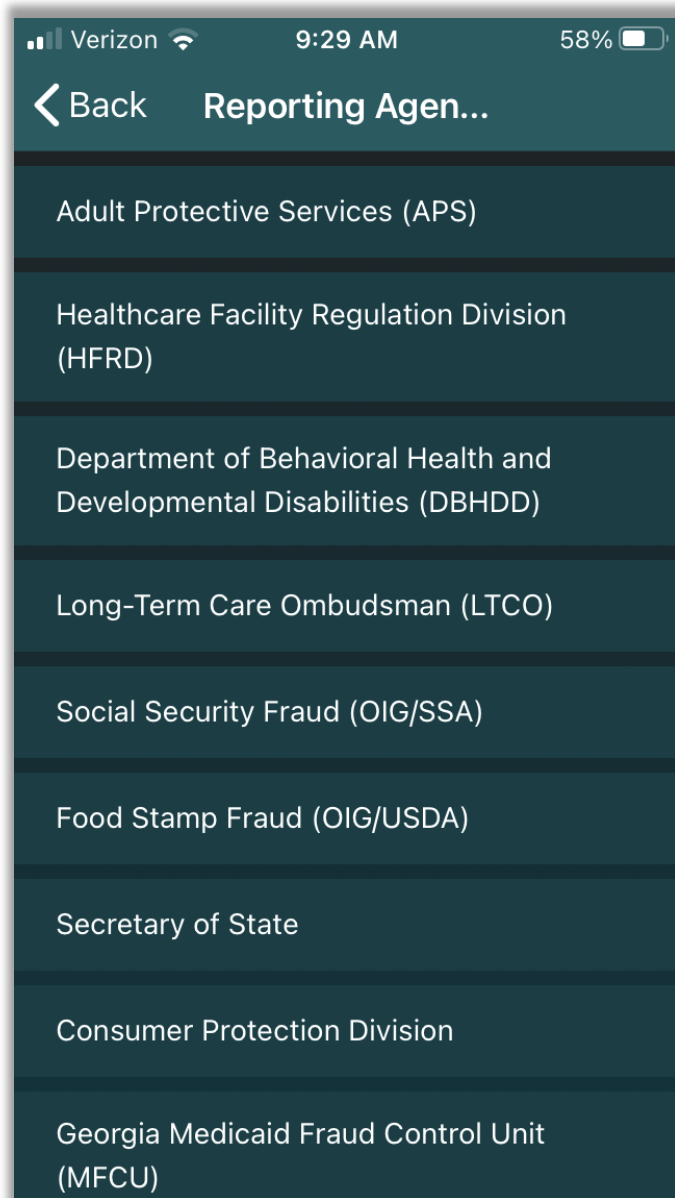 Verizon 9:29 AM 58%
Back Reporting Agen...
Adult Protective Services (APS)
Healthcare Facility Regulation Division
(HFRD)
Department of Behavioral Health and
Developmental Disabilities (DBHDD)
Long-Term Care Ombudsman (LTCO)
Social Security Fraud (OIG/SSA)
Food Stamp Fraud (OIG/USDA)
Secretary of State
Consumer Protection Division
Georgia Medicaid Fraud Control Unit
(MFCU)